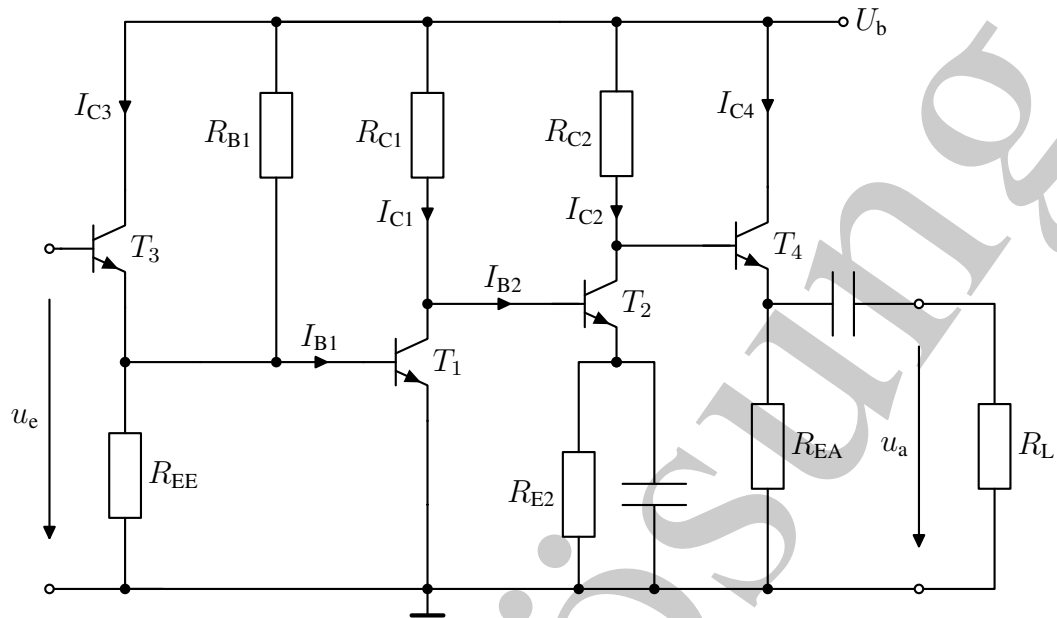 U_b
I_C3
R_B1
R_C1
R_C2
I_C4
I_C1
I_C2
T_3
T_4
I_B2
T_2
I_B1
T_1
u_e
R_EE
R_E2
R_EA
u_a
R_L